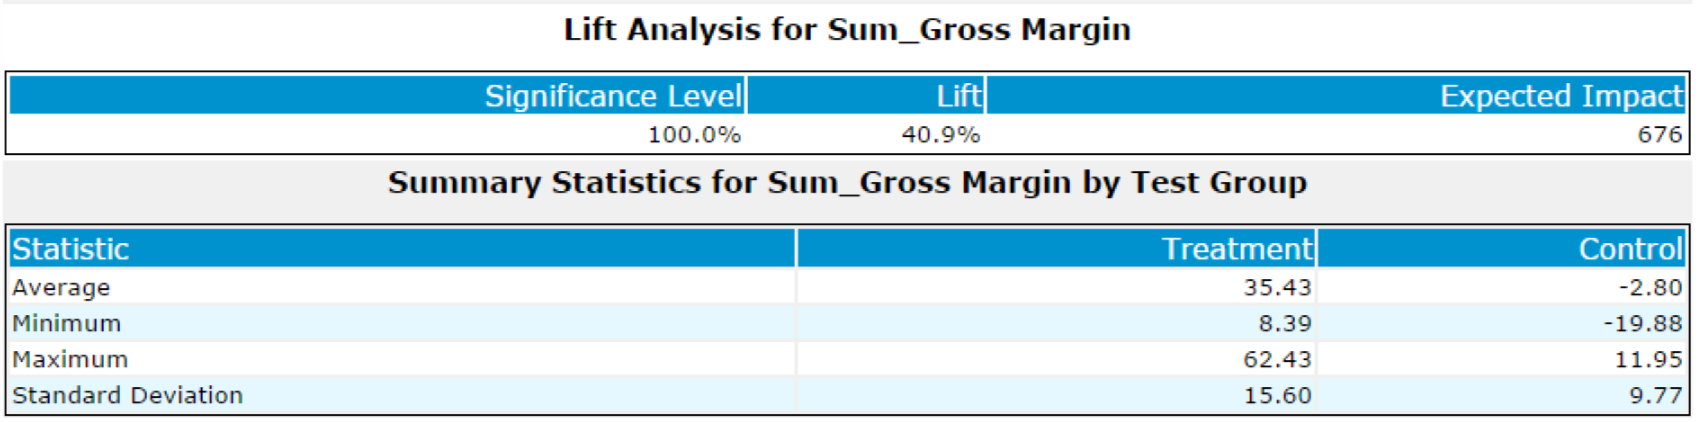 Lift Analysis for Sum_Gross Margin
Significance Level Lift Expected Impact
100.0% 40.9% 676
Summary Statistics for Sum_Gross Margin by Test Group
Statistic Treatment Control
Average 35.43 -2.80
Minimum 8.39 -19.88
Maximum 62.43 11.95
Standard Deviation 15.60 9.77